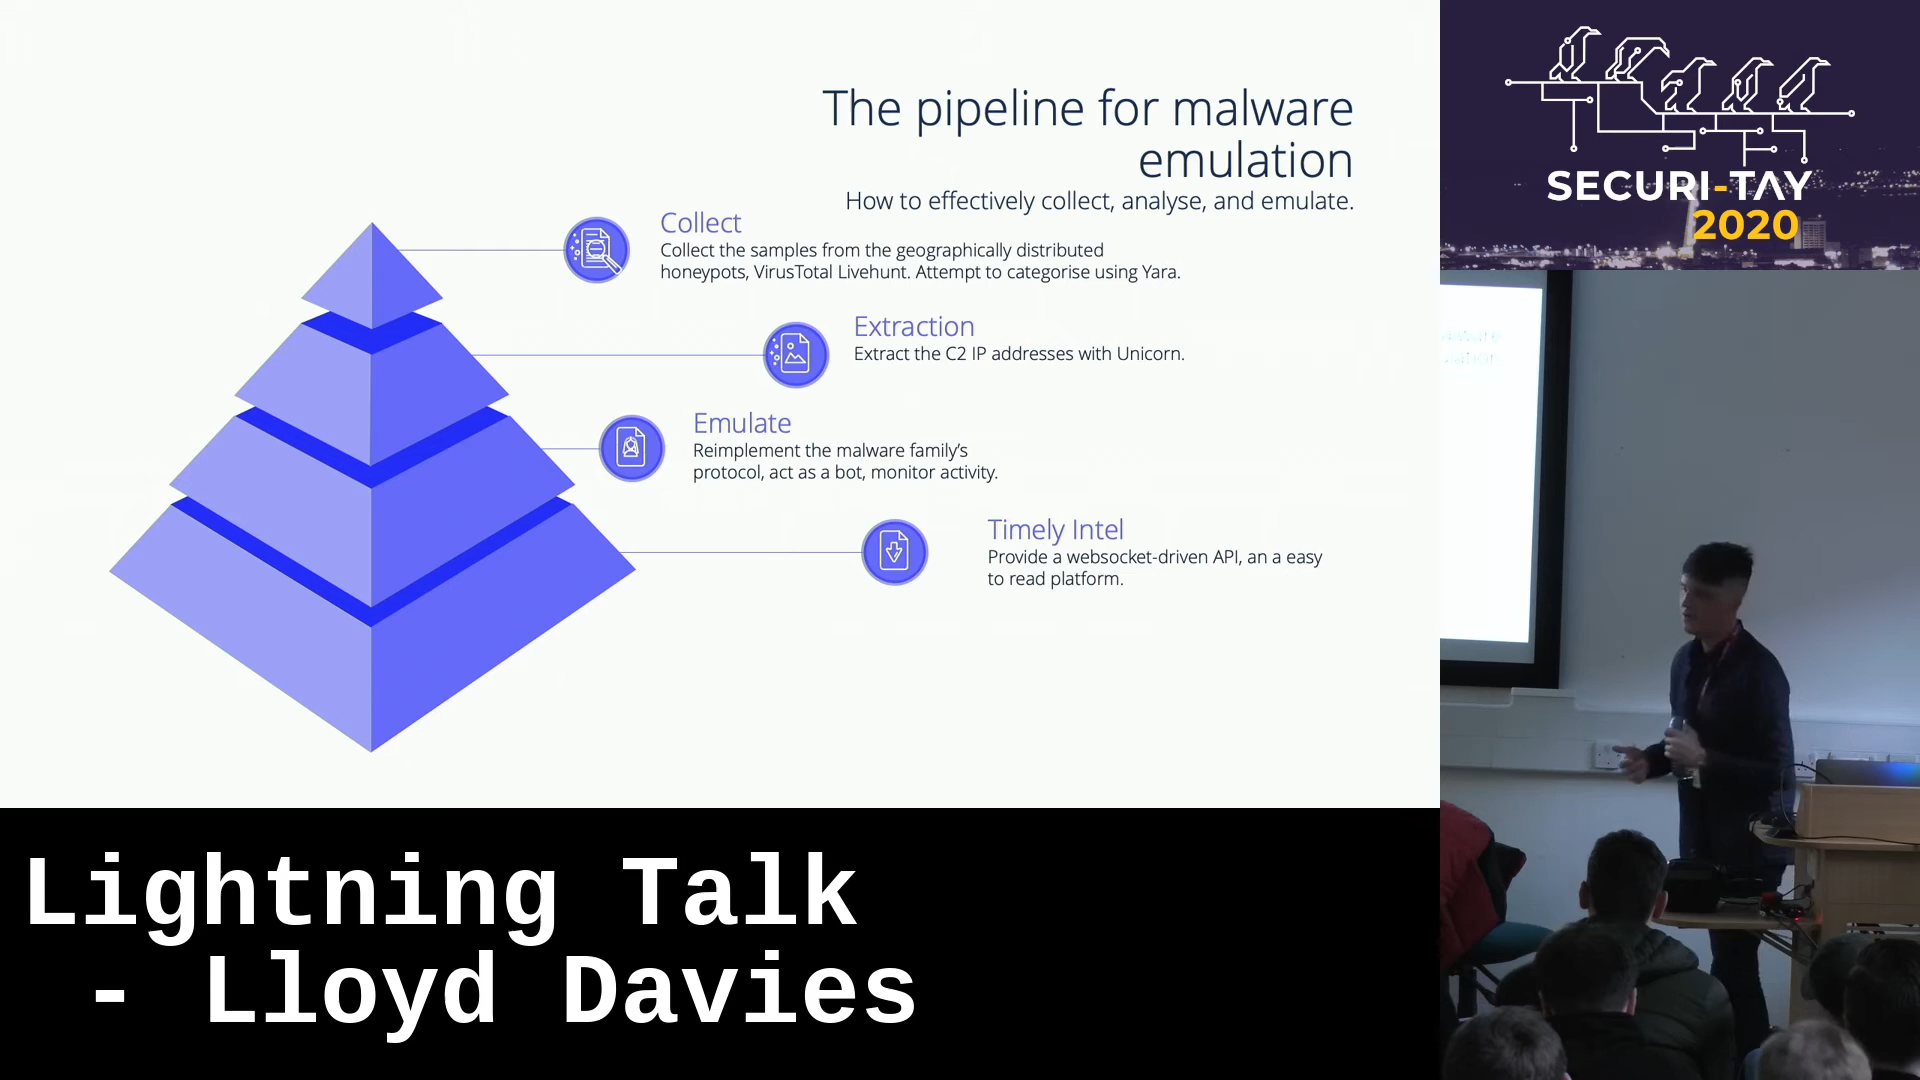 The pipeline for malware
emulation
How to effectively collect, analyse, and emulate.
Collect
Collect the samples from the geographically distributed
honeypots, VirusTotal Livehunt. Attempt to categorise using Yara.
Extraction
Extract the C2 IP addresses with Unicorn.
Emulate
Reimplement the malware family’s
protocol, act as a bot, monitor activity.
Timely Intel
Provide a websocket-driven API, an a easy
to read platform.
SECURI-TAY
2020
Lightning Talk
- Lloyd Davies